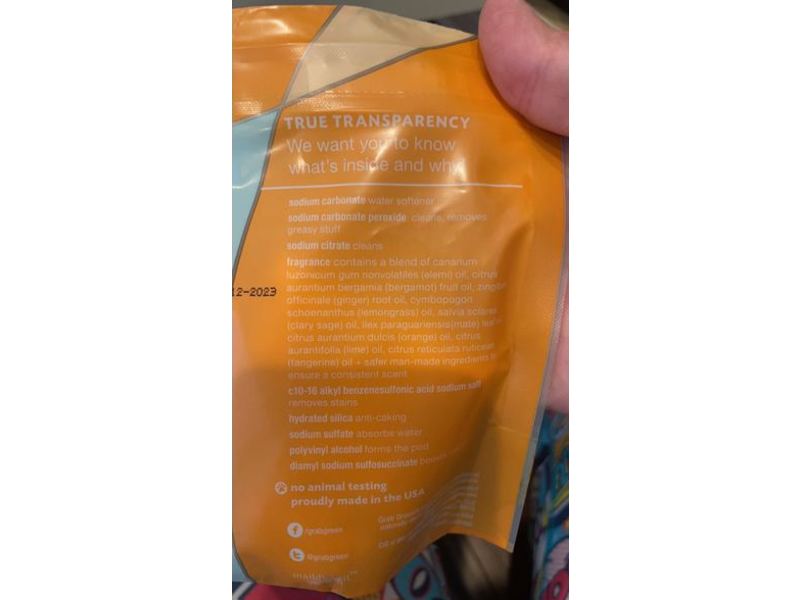 TRUE TRANSPARENCY
We want you to know
what's inside and why
sodium carbonate water softener
sodium carbonate peroxide cleans, removes
greasy stuff
sodium citrate cleans
fragrance contains a blend of canarium
luzonicum gum nonvolatiles (elemi) oil, citrus
aurantium bergamia (bergamot) fruit oil, zingiber
12-2023
officinale (ginger) root oil, cymbopogon
schoenanthus (lemongrass) oil, salvia sclarea
(clary sage) oil, ilex paraguariensis(mate) leaf
citrus aurantium dulcis (orange) oil, citrus
aurantifolia (lime) oil, citrus reticulata
(tangerine) oil + safer man-made ingredients to
ensure a consistent scent
c10-16 alkyl benzenesulfonic acid sodium salt
removes stains
hydrated silica anti-caking
sodium sulfate absorbs water
polyvinyl alcohol forms the pod
diamyl sodium sulfosuccinate
no animal testing
proudly made in the USA
/grabgreen
@grabgreen
Grab Green